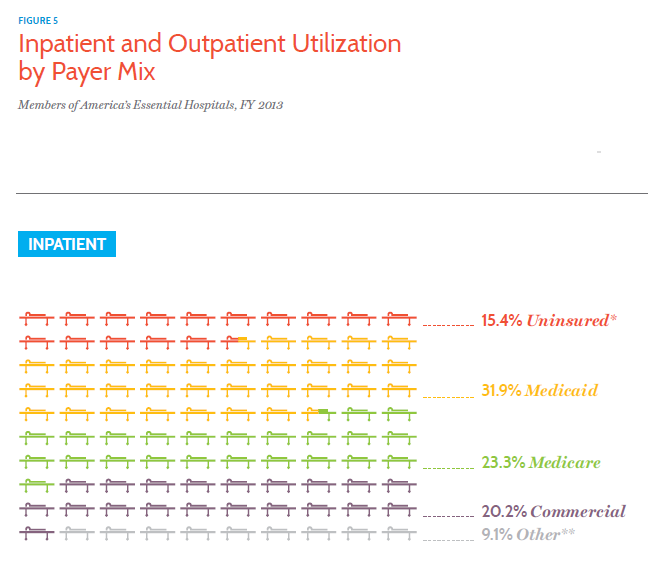 FIGURE 5
Inpatient and Outpatient Utilization
by Payer Mix
Members of America's Essential Hospitals, FY 2013
INPATIENT
15.4% Uninsured*
31.9% Medicaid
23.3% Medicare
20.2% Commercial
9.1% Other**